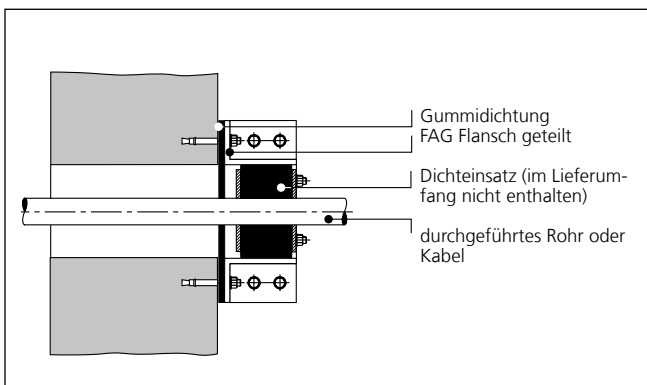 Gummidichtung
FAG Flansch geteilt
Dichteinsatz (im Lieferum-
fang nicht enthalten)
durchgeführtes Rohr oder
Kabel